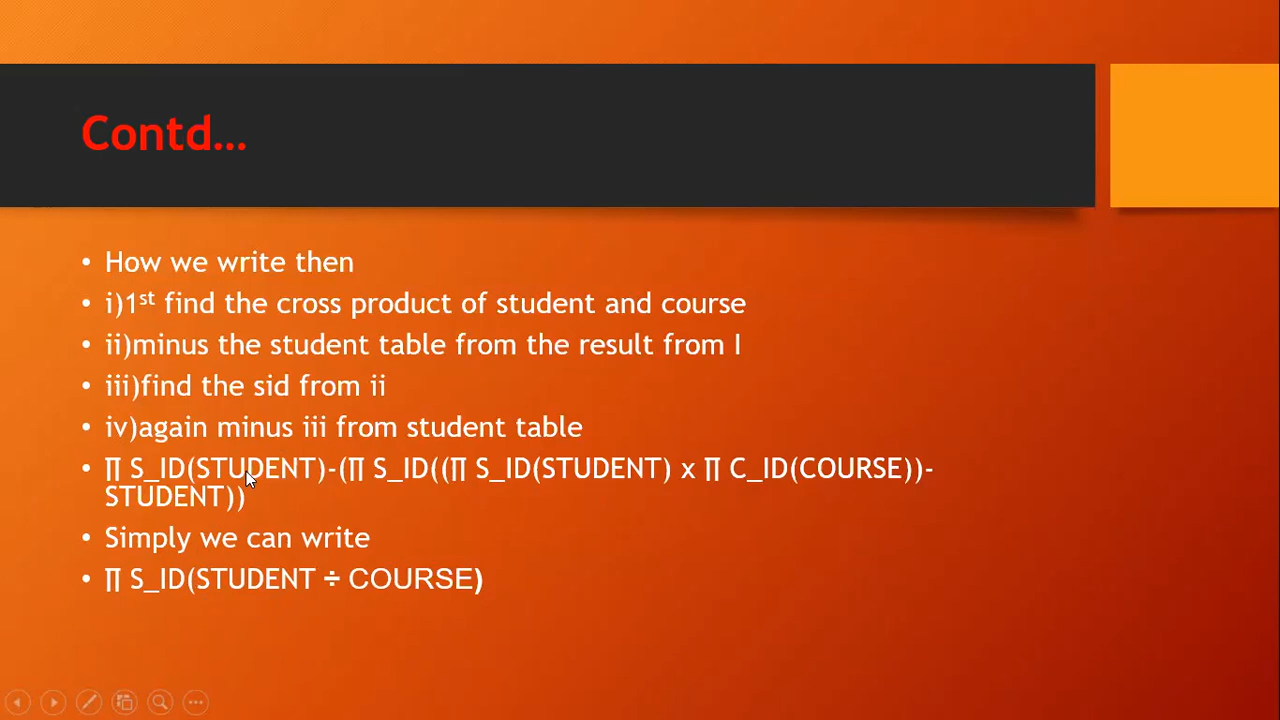 Contd...
• How we write then
• i)1st find the cross product of student and course
• ii)minus the student table from the result from I
• iii)find the sid from ii
• iv)again minus iii from student table
• ∏ S_ID(STUDENT)-(∏ S_ID((∏ S_ID(STUDENT) x ∏ C_ID(COURSE))-
STUDENT))
• Simply we can write
• ∏ S_ID(STUDENT ÷ COURSE)